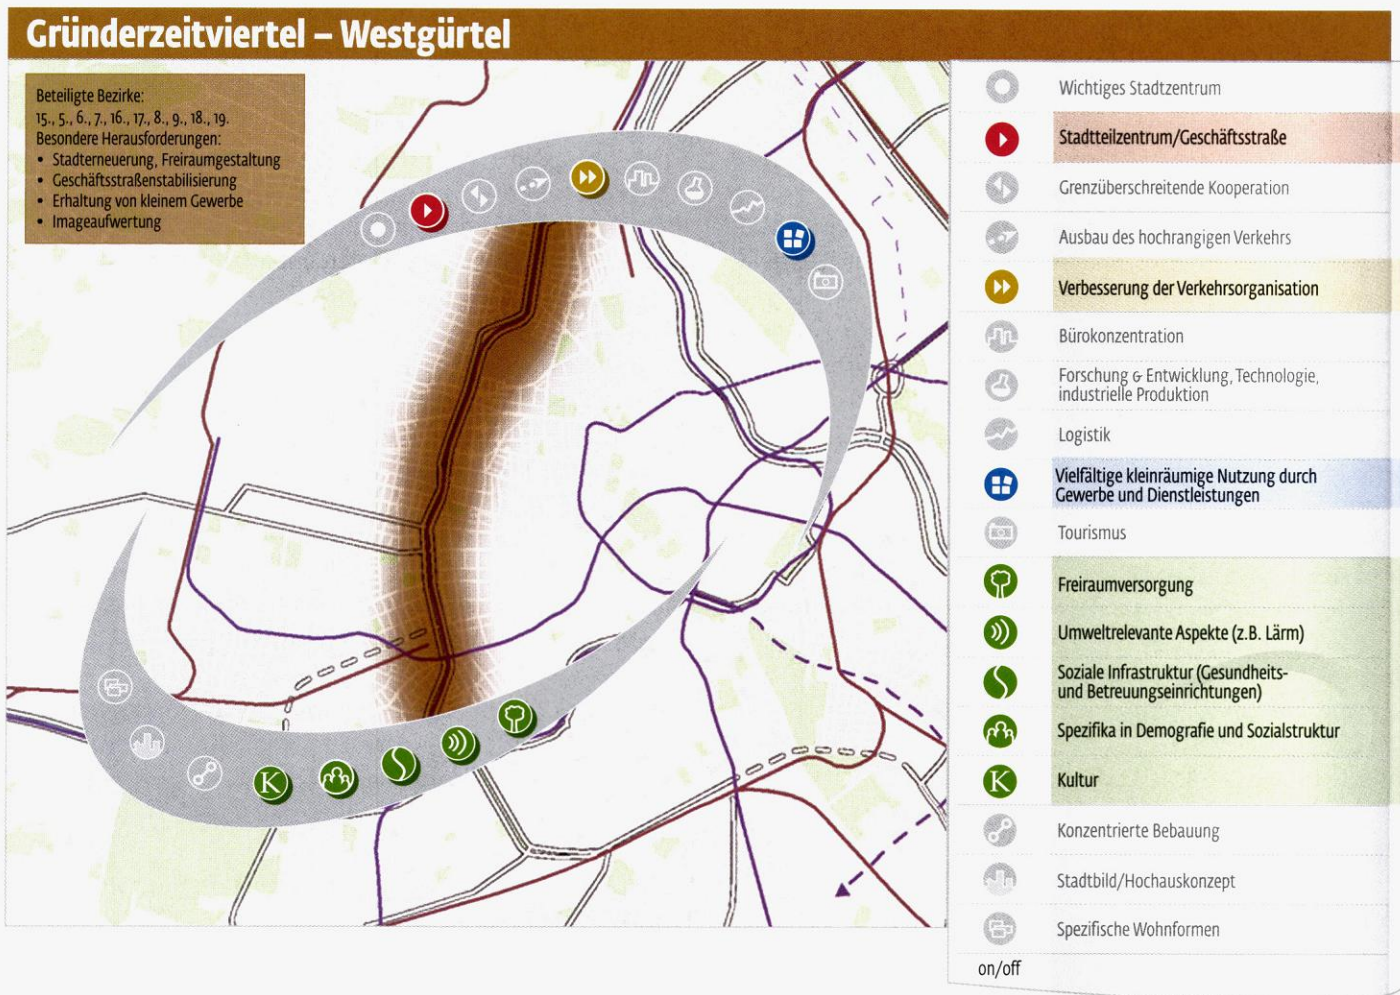 Gründerzeitviertel – Westgürtel
Beteiligte Bezirke:
15., 5., 6., 7., 16., 17., 8., 9., 18., 19.
Besondere Herausforderungen:
• Stadterneuerung, Freiraumgestaltung
• Geschäftsstraßenstabilisierung
• Erhaltung von kleinem Gewerbe
• Imageaufwertung
Wichtiges Stadtzentrum
Stadtteilzentrum/Geschäftsstraße
Grenzüberschreitende Kooperation
Ausbau des hochrangigen Verkehrs
Verbesserung der Verkehrsorganisation
Bürokonzentration
Forschung & Entwicklung, Technologie,
industrielle Produktion
Logistik
Vielfältige kleinräumige Nutzung durch
Gewerbe und Dienstleistungen
Tourismus
Freiraumversorgung
Umweltrelevante Aspekte (z.B. Lärm)
Soziale Infrastruktur (Gesundheits-
und Betreuungseinrichtungen)
Spezifika in Demografie und Sozialstruktur
K Kultur
Konzentrierte Bebauung
Stadtbild/Hochauskonzept
Spezifische Wohnformen
on/off
K